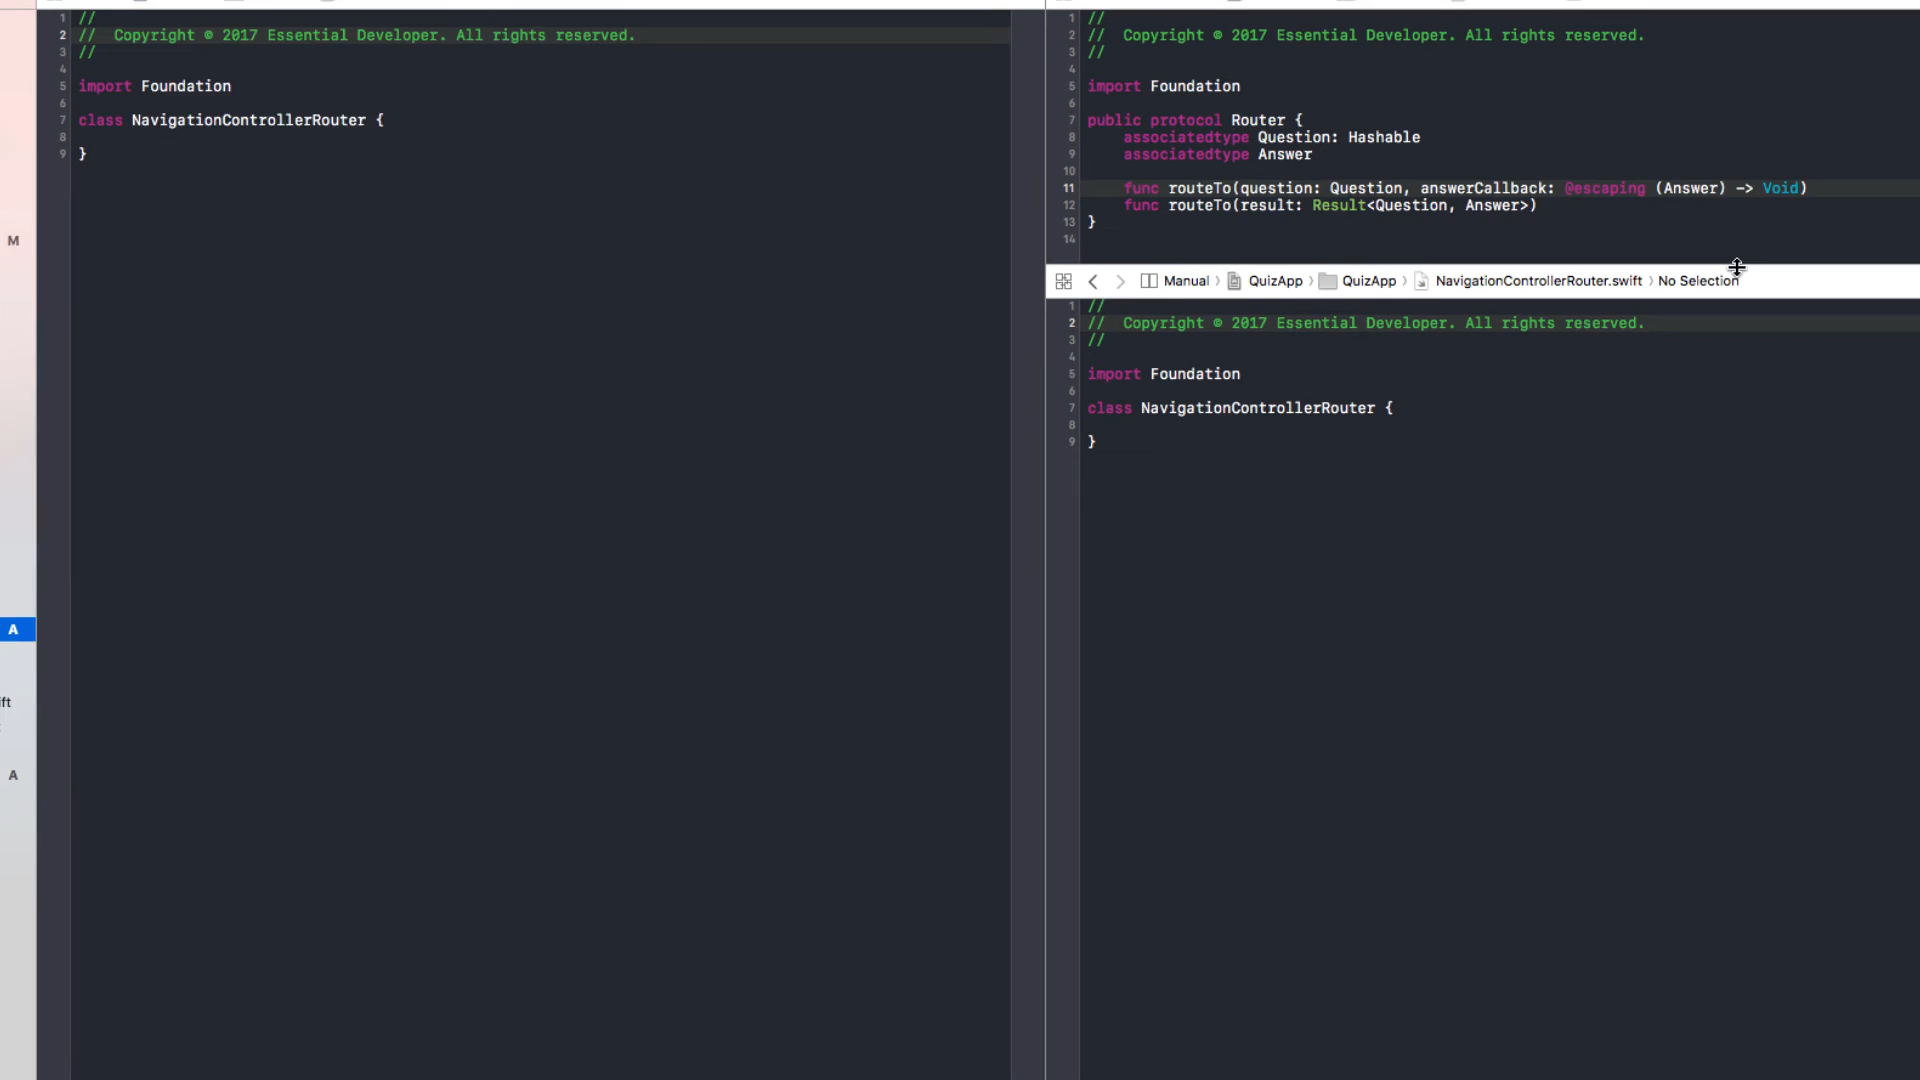 M
A
ift
A
1 //
2 //  Copyright © 2017 Essential Developer. All rights reserved.
3 //
4
5 import Foundation
6
7 class NavigationControllerRouter {
8
9 }
1 //
2 //  Copyright © 2017 Essential Developer. All rights reserved.
3 //
4
5 import Foundation
6
7 public protocol Router {
8     associatedtype Question: Hashable
9     associatedtype Answer
10
11     func routeTo(question: Question, answerCallback: @escaping (Answer) -> Void)
12     func routeTo(result: Result<Question, Answer>)
13 }
14
Manual › QuizApp › QuizApp › NavigationControllerRouter.swift › No Selection
1 //
2 //  Copyright © 2017 Essential Developer. All rights reserved.
3 //
4
5 import Foundation
6
7 class NavigationControllerRouter {
8
9 }